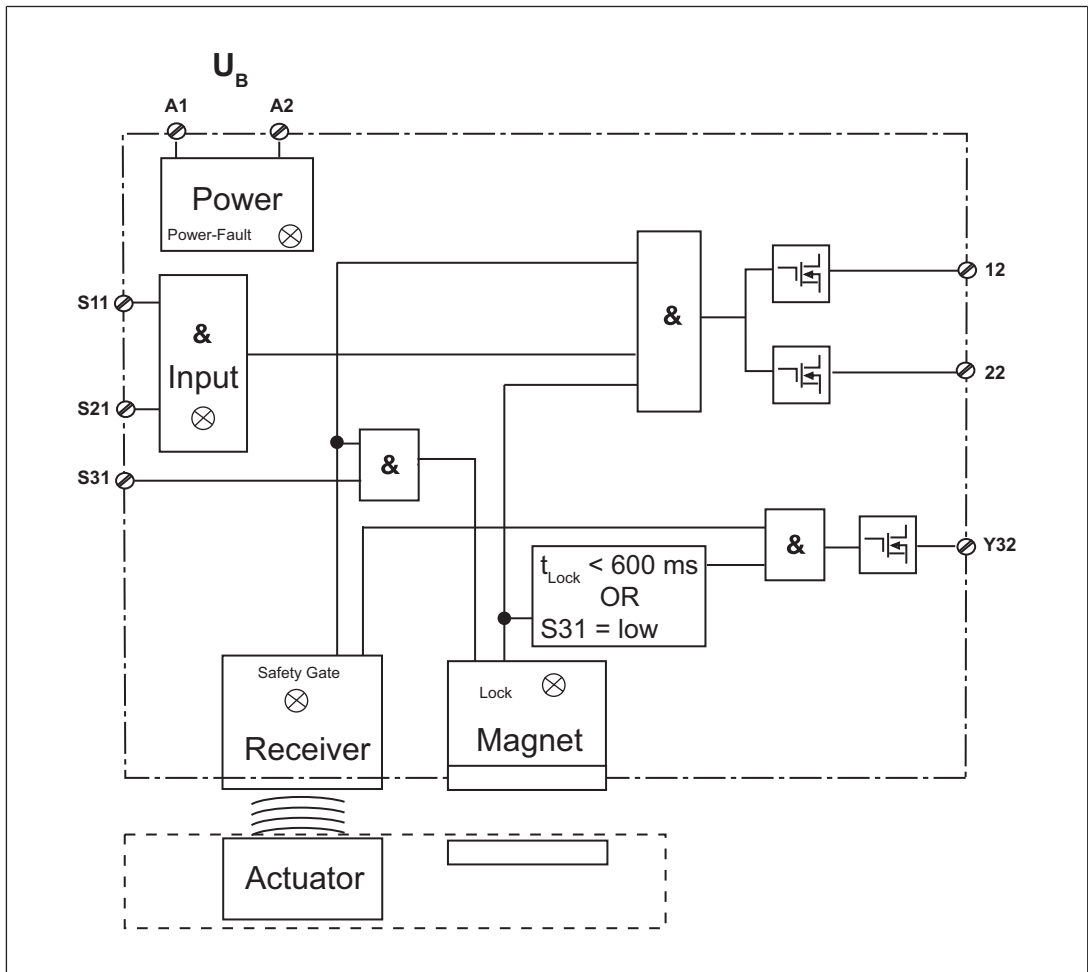 U_B
A1 A2
Power
Power-Fault
S11
&
Input
S21
S31
&
&
12
22
&
Y32
t_Lock < 600 ms
OR
S31 = low
Safety Gate
Receiver
Lock
Magnet
Actuator